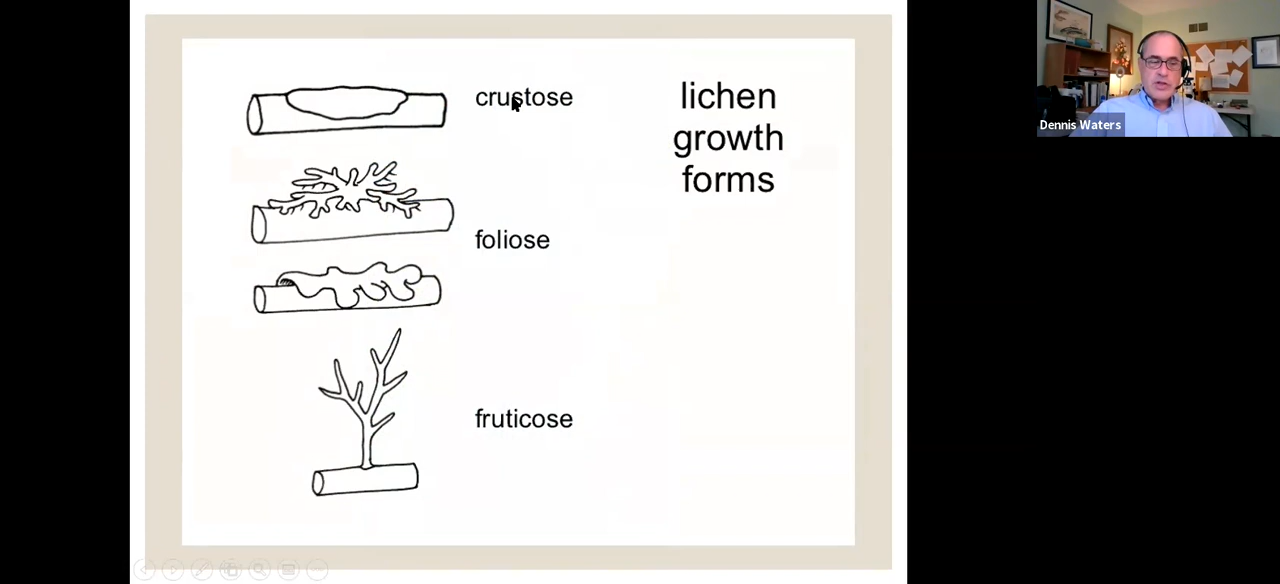 crustose
lichen
growth
forms
foliose
fruticose
Dennis Waters